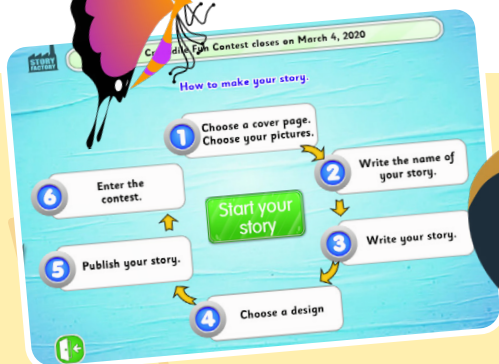 STORY
FACTORY
Fun Contest closes on March 4, 2020
How to make your story.
1
Choose a cover page.
Choose your pictures.
2
Write the name of
your story.
3
Write your story.
4
Choose a design
5
Publish your story.
6
Enter the
contest.
Start your
story